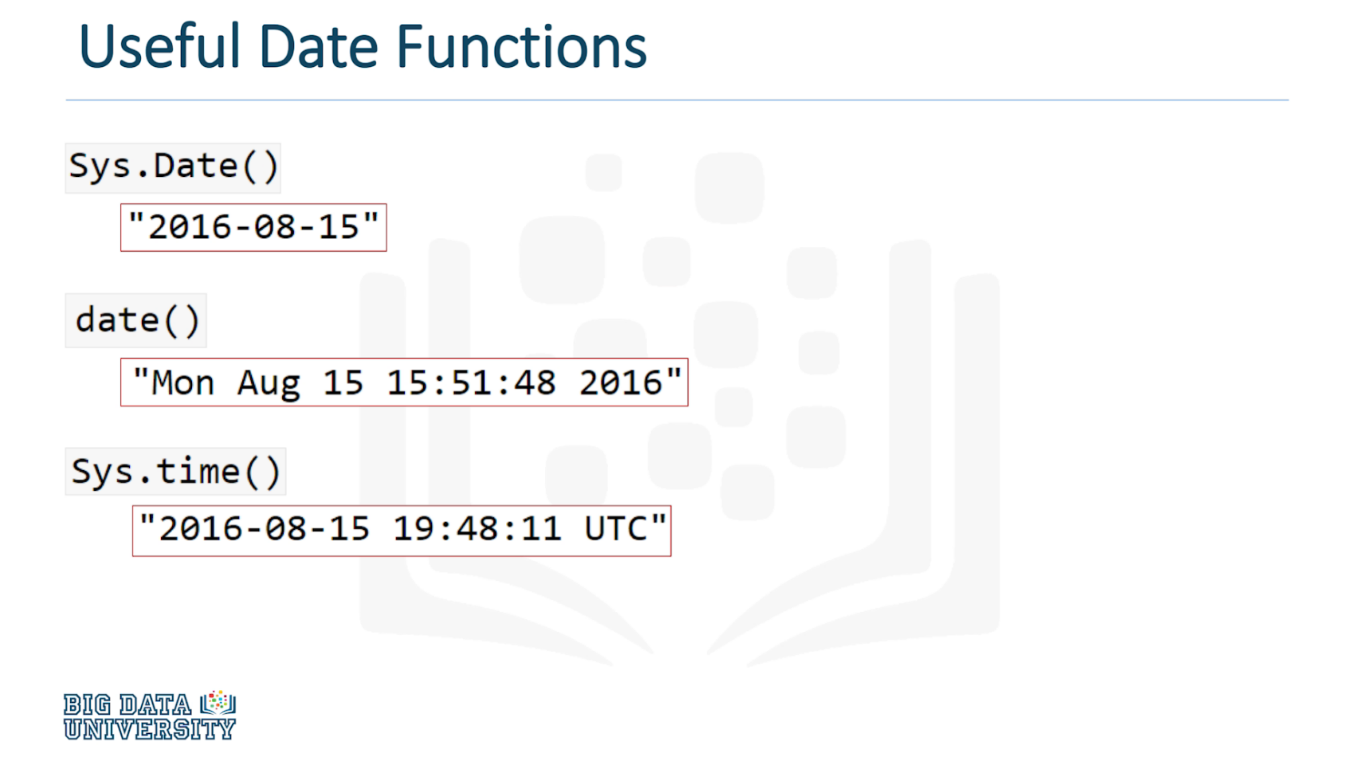 Useful Date Functions
Sys.Date()
"2016-08-15"
date()
"Mon Aug 15 15:51:48 2016"
Sys.time()
"2016-08-15 19:48:11 UTC"
BIG DATA
UNIVERSITY